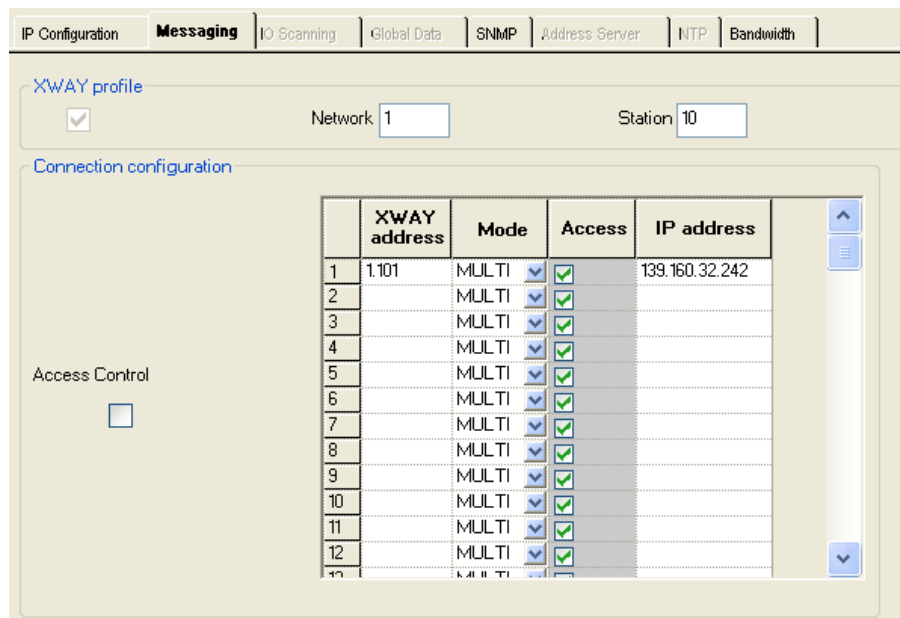 IP Configuration Messaging IO Scanning Global Data SNMP Address Server NTP Bandwidth
XWAY profile
Network 1 Station 10
Connection configuration
XWAY address Mode Access IP address
1 1.101 MULTI 139.160.32.242
2 MULTI
3 MULTI
4 MULTI
5 MULTI
6 MULTI
7 MULTI
8 MULTI
9 MULTI
10 MULTI
11 MULTI
12 MULTI
13 MULTI
Access Control